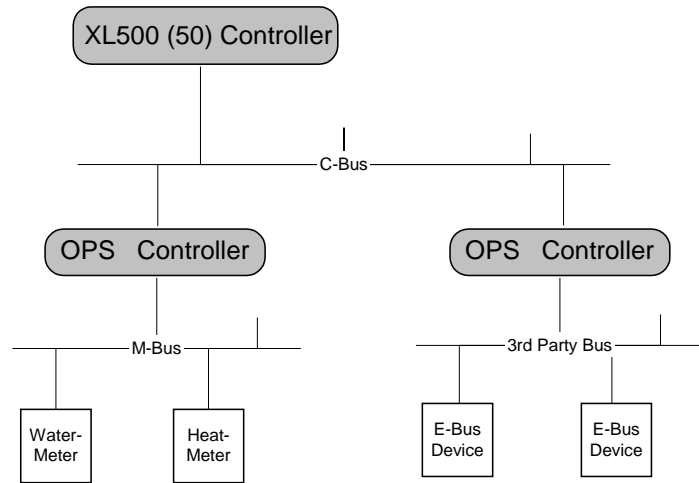 XL500 (50) Controller
C-Bus
OPS Controller
OPS Controller
M-Bus
3rd Party Bus
Water-
Meter
Heat-
Meter
E-Bus
Device
E-Bus
Device